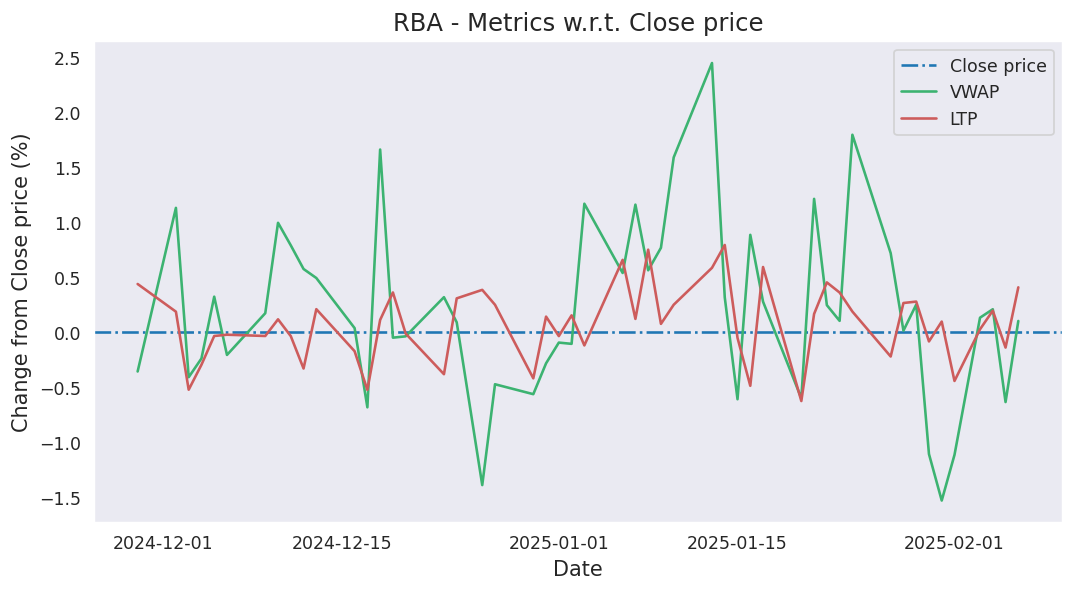 RBA - Metrics w.r.t. Close price
Change from Close price (%)
2.5
2.0
1.5
1.0
0.5
0.0
−0.5
−1.0
−1.5
Close price
VWAP
LTP
2024-12-01
2024-12-15
2025-01-01
2025-01-15
2025-02-01
Date